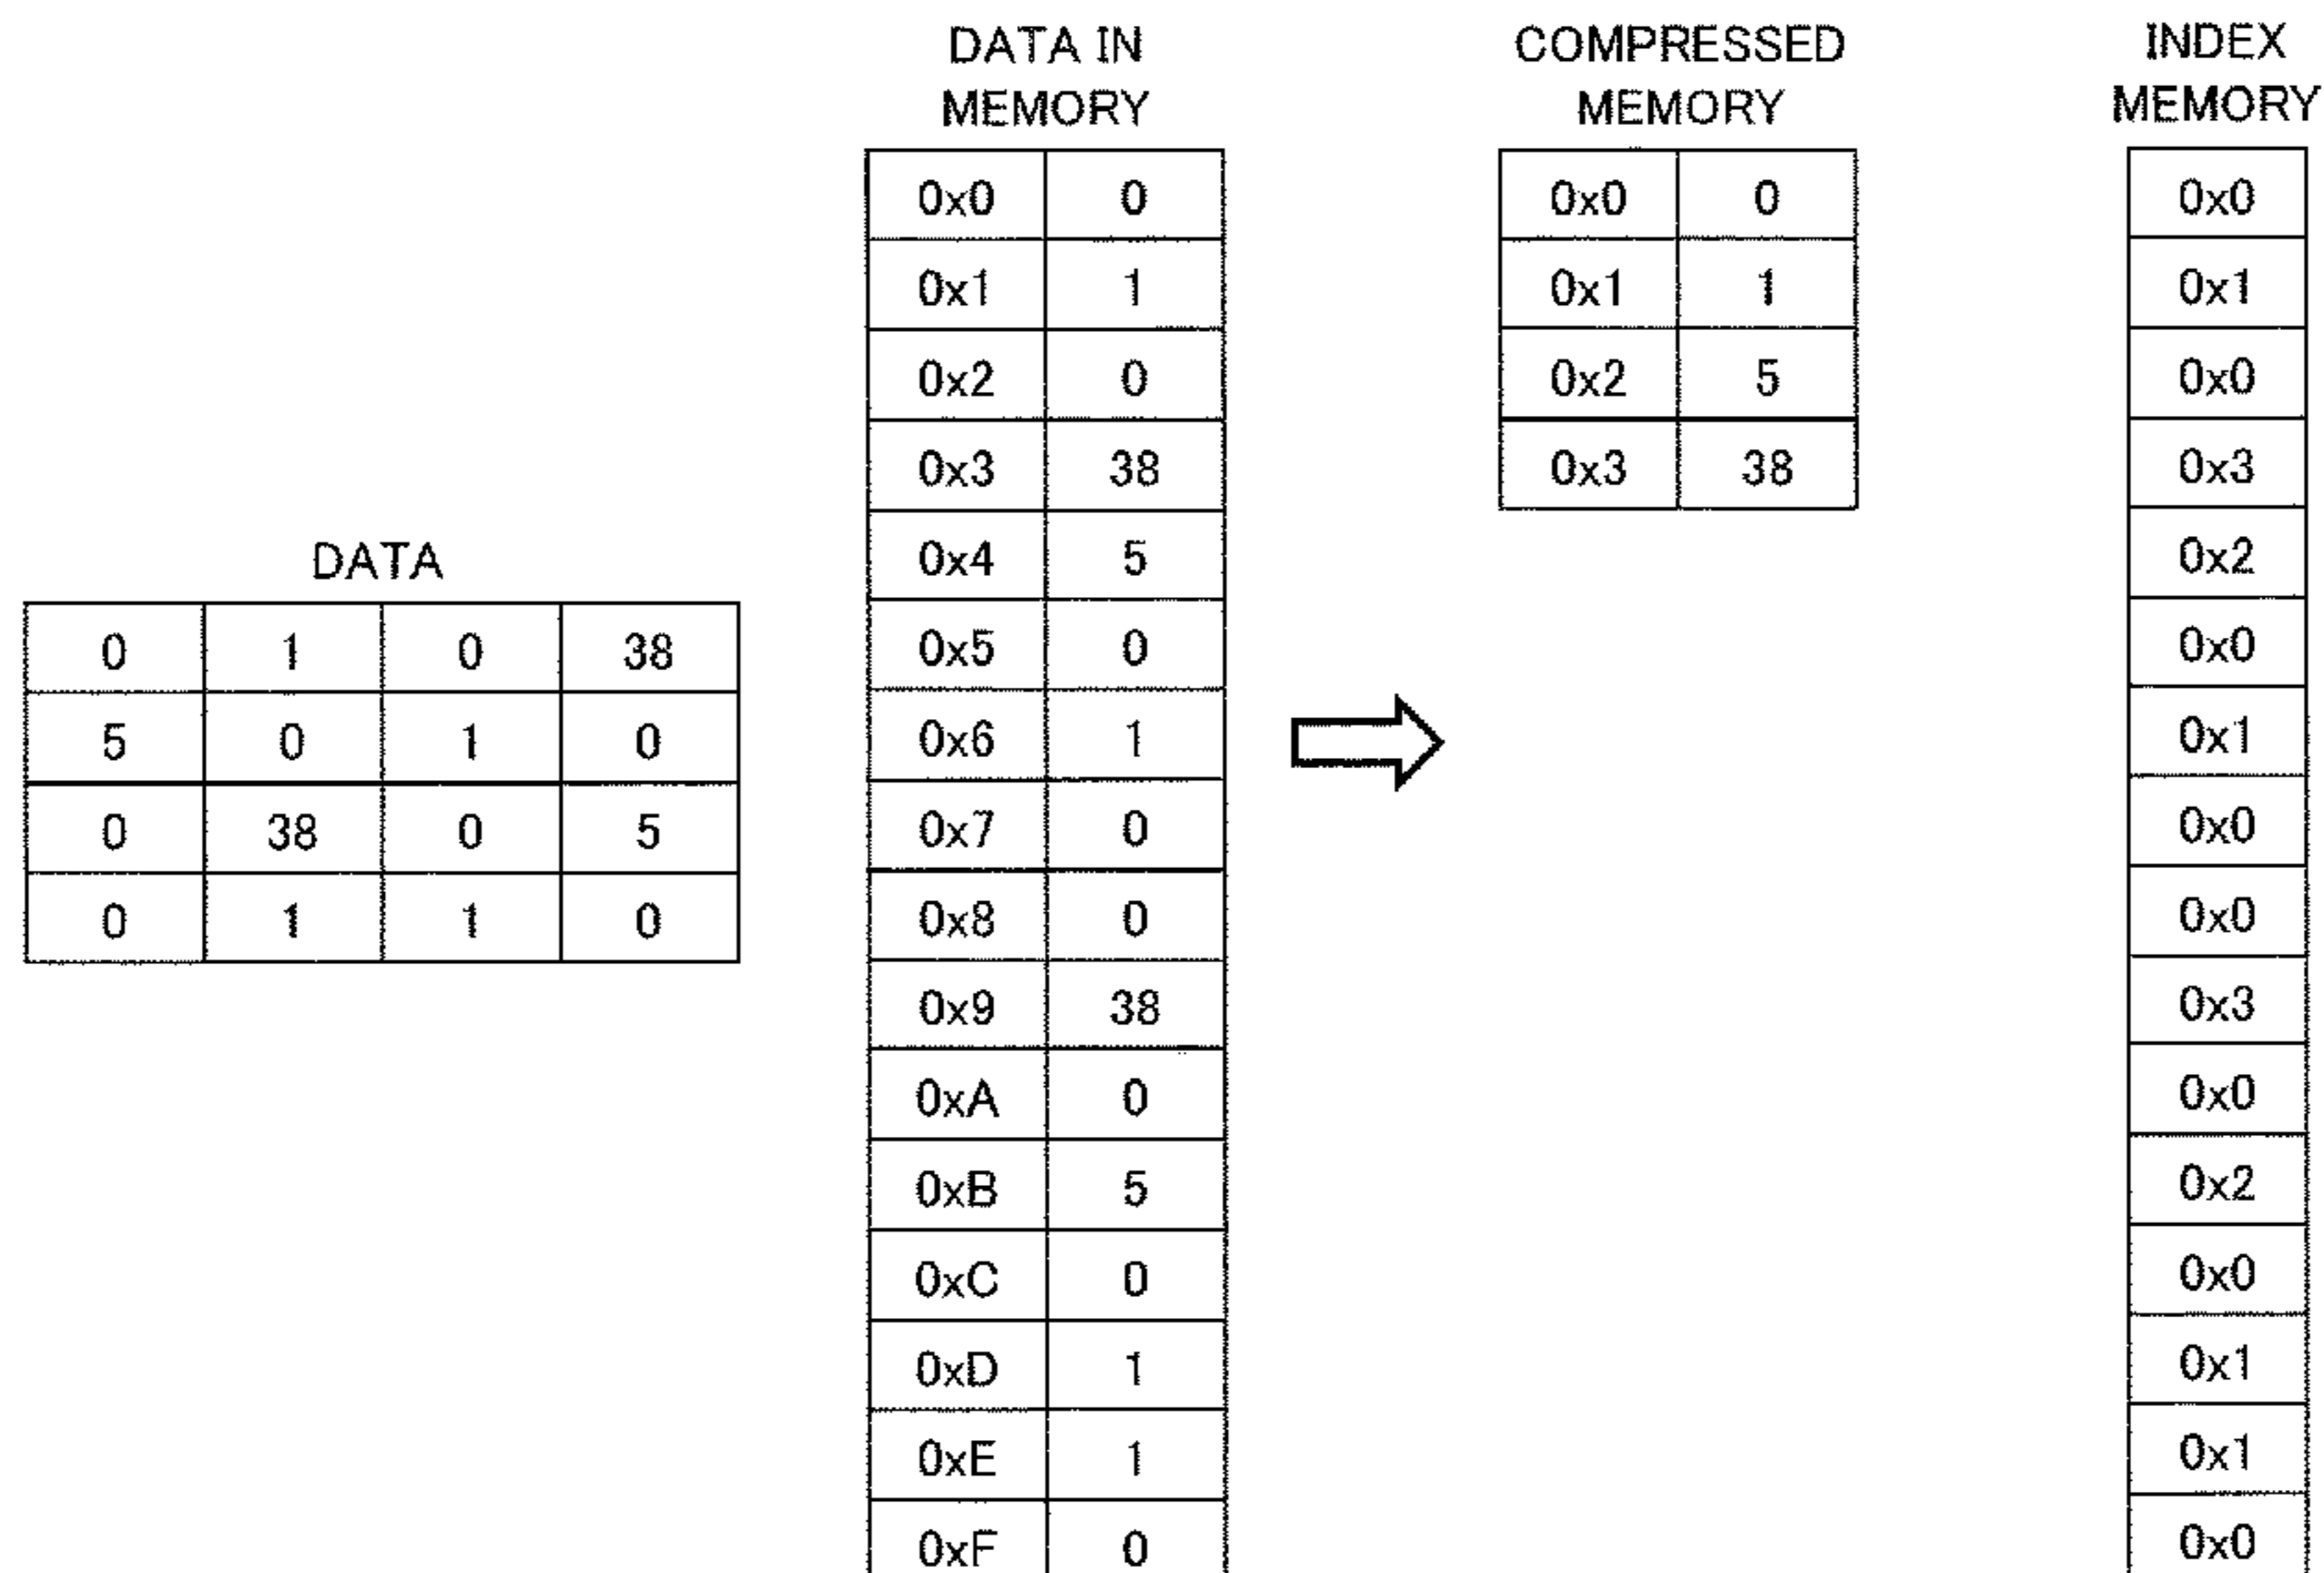 DATA
0 1 0 38
5 0 1 0
0 38 0 5
0 1 1 0
DATA IN
MEMORY
0x0 0
0x1 1
0x2 0
0x3 38
0x4 5
0x5 0
0x6 1
0x7 0
0x8 0
0x9 38
0xA 0
0xB 5
0xC 0
0xD 1
0xE 1
0xF 0
COMPRESSED
MEMORY
0x0 0
0x1 1
0x2 5
0x3 38
INDEX
MEMORY
0x0
0x1
0x0
0x3
0x2
0x0
0x1
0x0
0x0
0x3
0x0
0x2
0x0
0x1
0x1
0x0